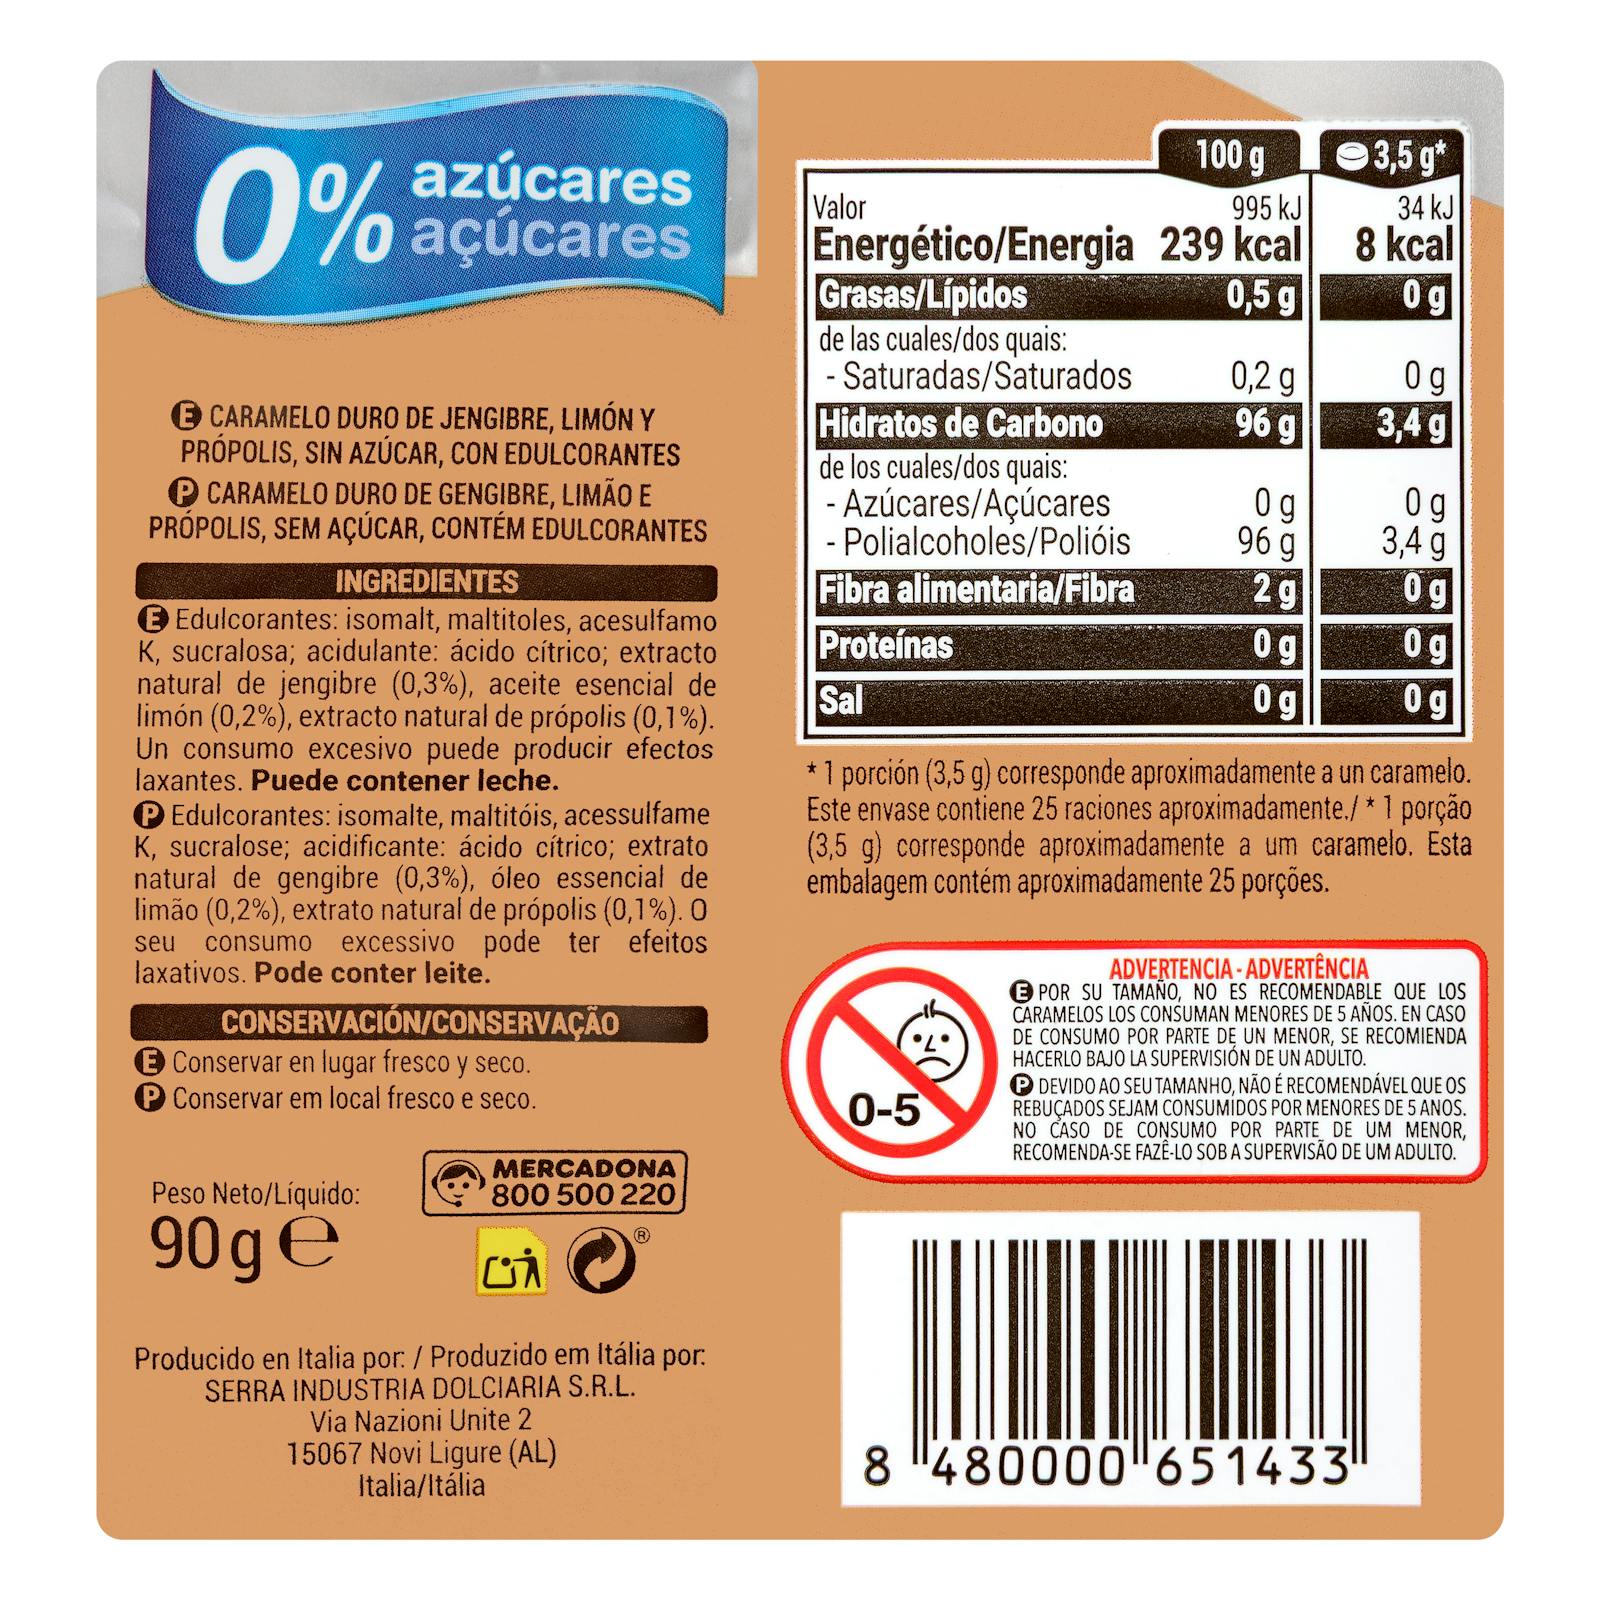 0% azúcares
açúcares
E CARAMELO DURO DE JENGIBRE, LIMÓN Y
PRÓPOLIS, SIN AZÚCAR, CON EDULCORANTES
P CARAMELO DURO DE GENGIBRE, LIMÃO E
PRÓPOLIS, SEM AÇÚCAR, CONTÉM EDULCORANTES
INGREDIENTES
E Edulcorantes: isomalt, maltitoles, acesulfamo
K, sucralosa; acidulante: ácido cítrico; extracto
natural de jengibre (0,3%), aceite esencial de
limón (0,2%), extracto natural de própolis (0,1%).
Un consumo excesivo puede producir efectos
laxantes. Puede contener leche.
P Edulcorantes: isomalte, maltitóis, acessulfame
K, sucralose; acidificante: ácido cítrico; extrato
natural de gengibre (0,3%), óleo essencial de
limão (0,2%), extrato natural de própolis (0,1%). O
seu consumo excessivo pode ter efeitos
laxativos. Pode conter leite.
CONSERVACIÓN/CONSERVAÇÃO
E Conservar en lugar fresco y seco.
P Conservar em local fresco e seco.
Peso Neto/Líquido:
90 g e
MERCADONA
800 500 220
®
Producido en Italia por: / Produzido em Itália por:
SERRA INDUSTRIA DOLCIARIA S.R.L.
Via Nazioni Unite 2
15067 Novi Ligure (AL)
Italia/Itália
100 g 3,5 g*
Valor 995 kJ 34 kJ
Energético/Energia 239 kcal 8 kcal
Grasas/Lípidos 0,5 g 0 g
de las cuales/dos quais:
- Saturadas/Saturados 0,2 g 0 g
Hidratos de Carbono 96 g 3,4 g
de los cuales/dos quais:
- Azúcares/Açúcares 0 g 0 g
- Polialcoholes/Polióis 96 g 3,4 g
Fibra alimentaria/Fibra 2 g 0 g
Proteínas 0 g 0 g
Sal 0 g 0 g
* 1 porción (3,5 g) corresponde aproximadamente a un caramelo.
Este envase contiene 25 raciones aproximadamente./ * 1 porção
(3,5 g) corresponde aproximadamente a um caramelo. Esta
embalagem contém aproximadamente 25 porções.
ADVERTENCIA - ADVERTÊNCIA
E POR SU TAMAÑO, NO ES RECOMENDABLE QUE LOS
CARAMELOS LOS CONSUMAN MENORES DE 5 AÑOS. EN CASO
DE CONSUMO POR PARTE DE UN MENOR, SE RECOMIENDA
HACERLO BAJO LA SUPERVISIÓN DE UN ADULTO.
P DEVIDO AO SEU TAMANHO, NÃO É RECOMENDÁVEL QUE OS
REBUÇADOS SEJAM CONSUMIDOS POR MENORES DE 5 ANOS.
NO CASO DE CONSUMO POR PARTE DE UM MENOR,
RECOMENDA-SE FAZÊ-LO SOB A SUPERVISÃO DE UM ADULTO.
0-5
8 480000 651433